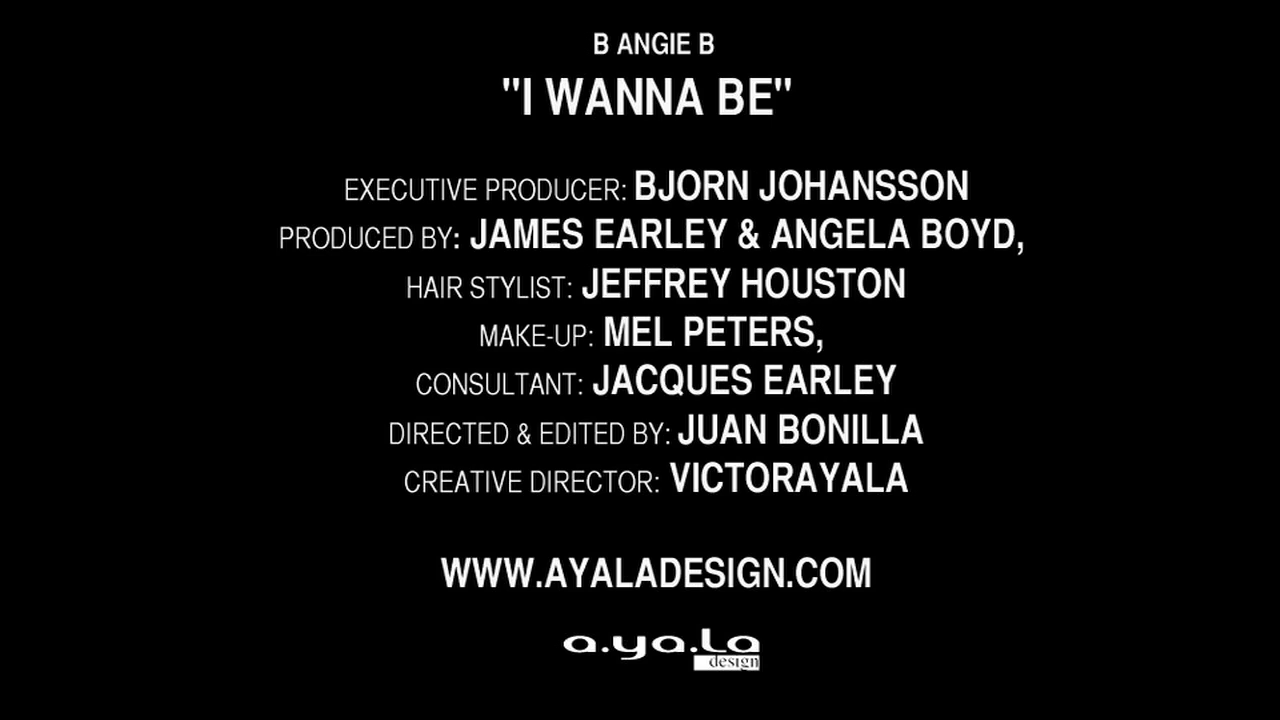 B ANGIE B
"I WANNA BE"
EXECUTIVE PRODUCER: BJORN JOHANSSON
PRODUCED BY: JAMES EARLEY & ANGELA BOYD,
HAIR STYLIST: JEFFREY HOUSTON
MAKE-UP: MEL PETERS,
CONSULTANT: JACQUES EARLEY
DIRECTED & EDITED BY: JUAN BONILLA
CREATIVE DIRECTOR: VICTORAYALA
WWW.AYALADESIGN.COM
a.ya.la
design